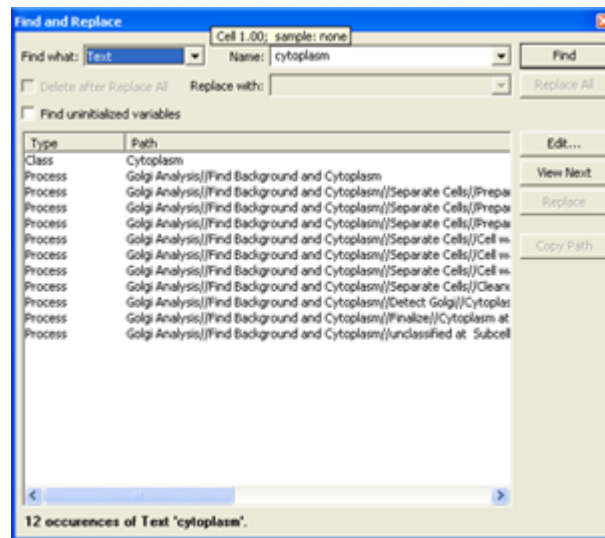 Find and Replace
Cell 1.00; sample: none
Find what: Text Name: cytoplasm Find
Delete after Replace All Replace with: Replace All
Find uninitialized variables
Type Path Edit...
Class Cytoplasm
Process Golgi Analysis//Find Background and Cytoplasm View Next
Process Golgi Analysis//Find Background and Cytoplasm//Separate Cells//Prepar
Process Golgi Analysis//Find Background and Cytoplasm//Separate Cells//Prepar Replace
Process Golgi Analysis//Find Background and Cytoplasm//Separate Cells//Prepar
Process Golgi Analysis//Find Background and Cytoplasm//Separate Cells//Cell Copy Path
Process Golgi Analysis//Find Background and Cytoplasm//Separate Cells//Cell
Process Golgi Analysis//Find Background and Cytoplasm//Separate Cells//Cell
Process Golgi Analysis//Find Background and Cytoplasm//Separate Cells//Cleanu
Process Golgi Analysis//Find Background and Cytoplasm//Detect Golgi//Cytoplas
Process Golgi Analysis//Find Background and Cytoplasm//Finalize//Cytoplasm at
Process Golgi Analysis//Find Background and Cytoplasm//unclassified at Subcell
12 occurences of Text 'cytoplasm'.